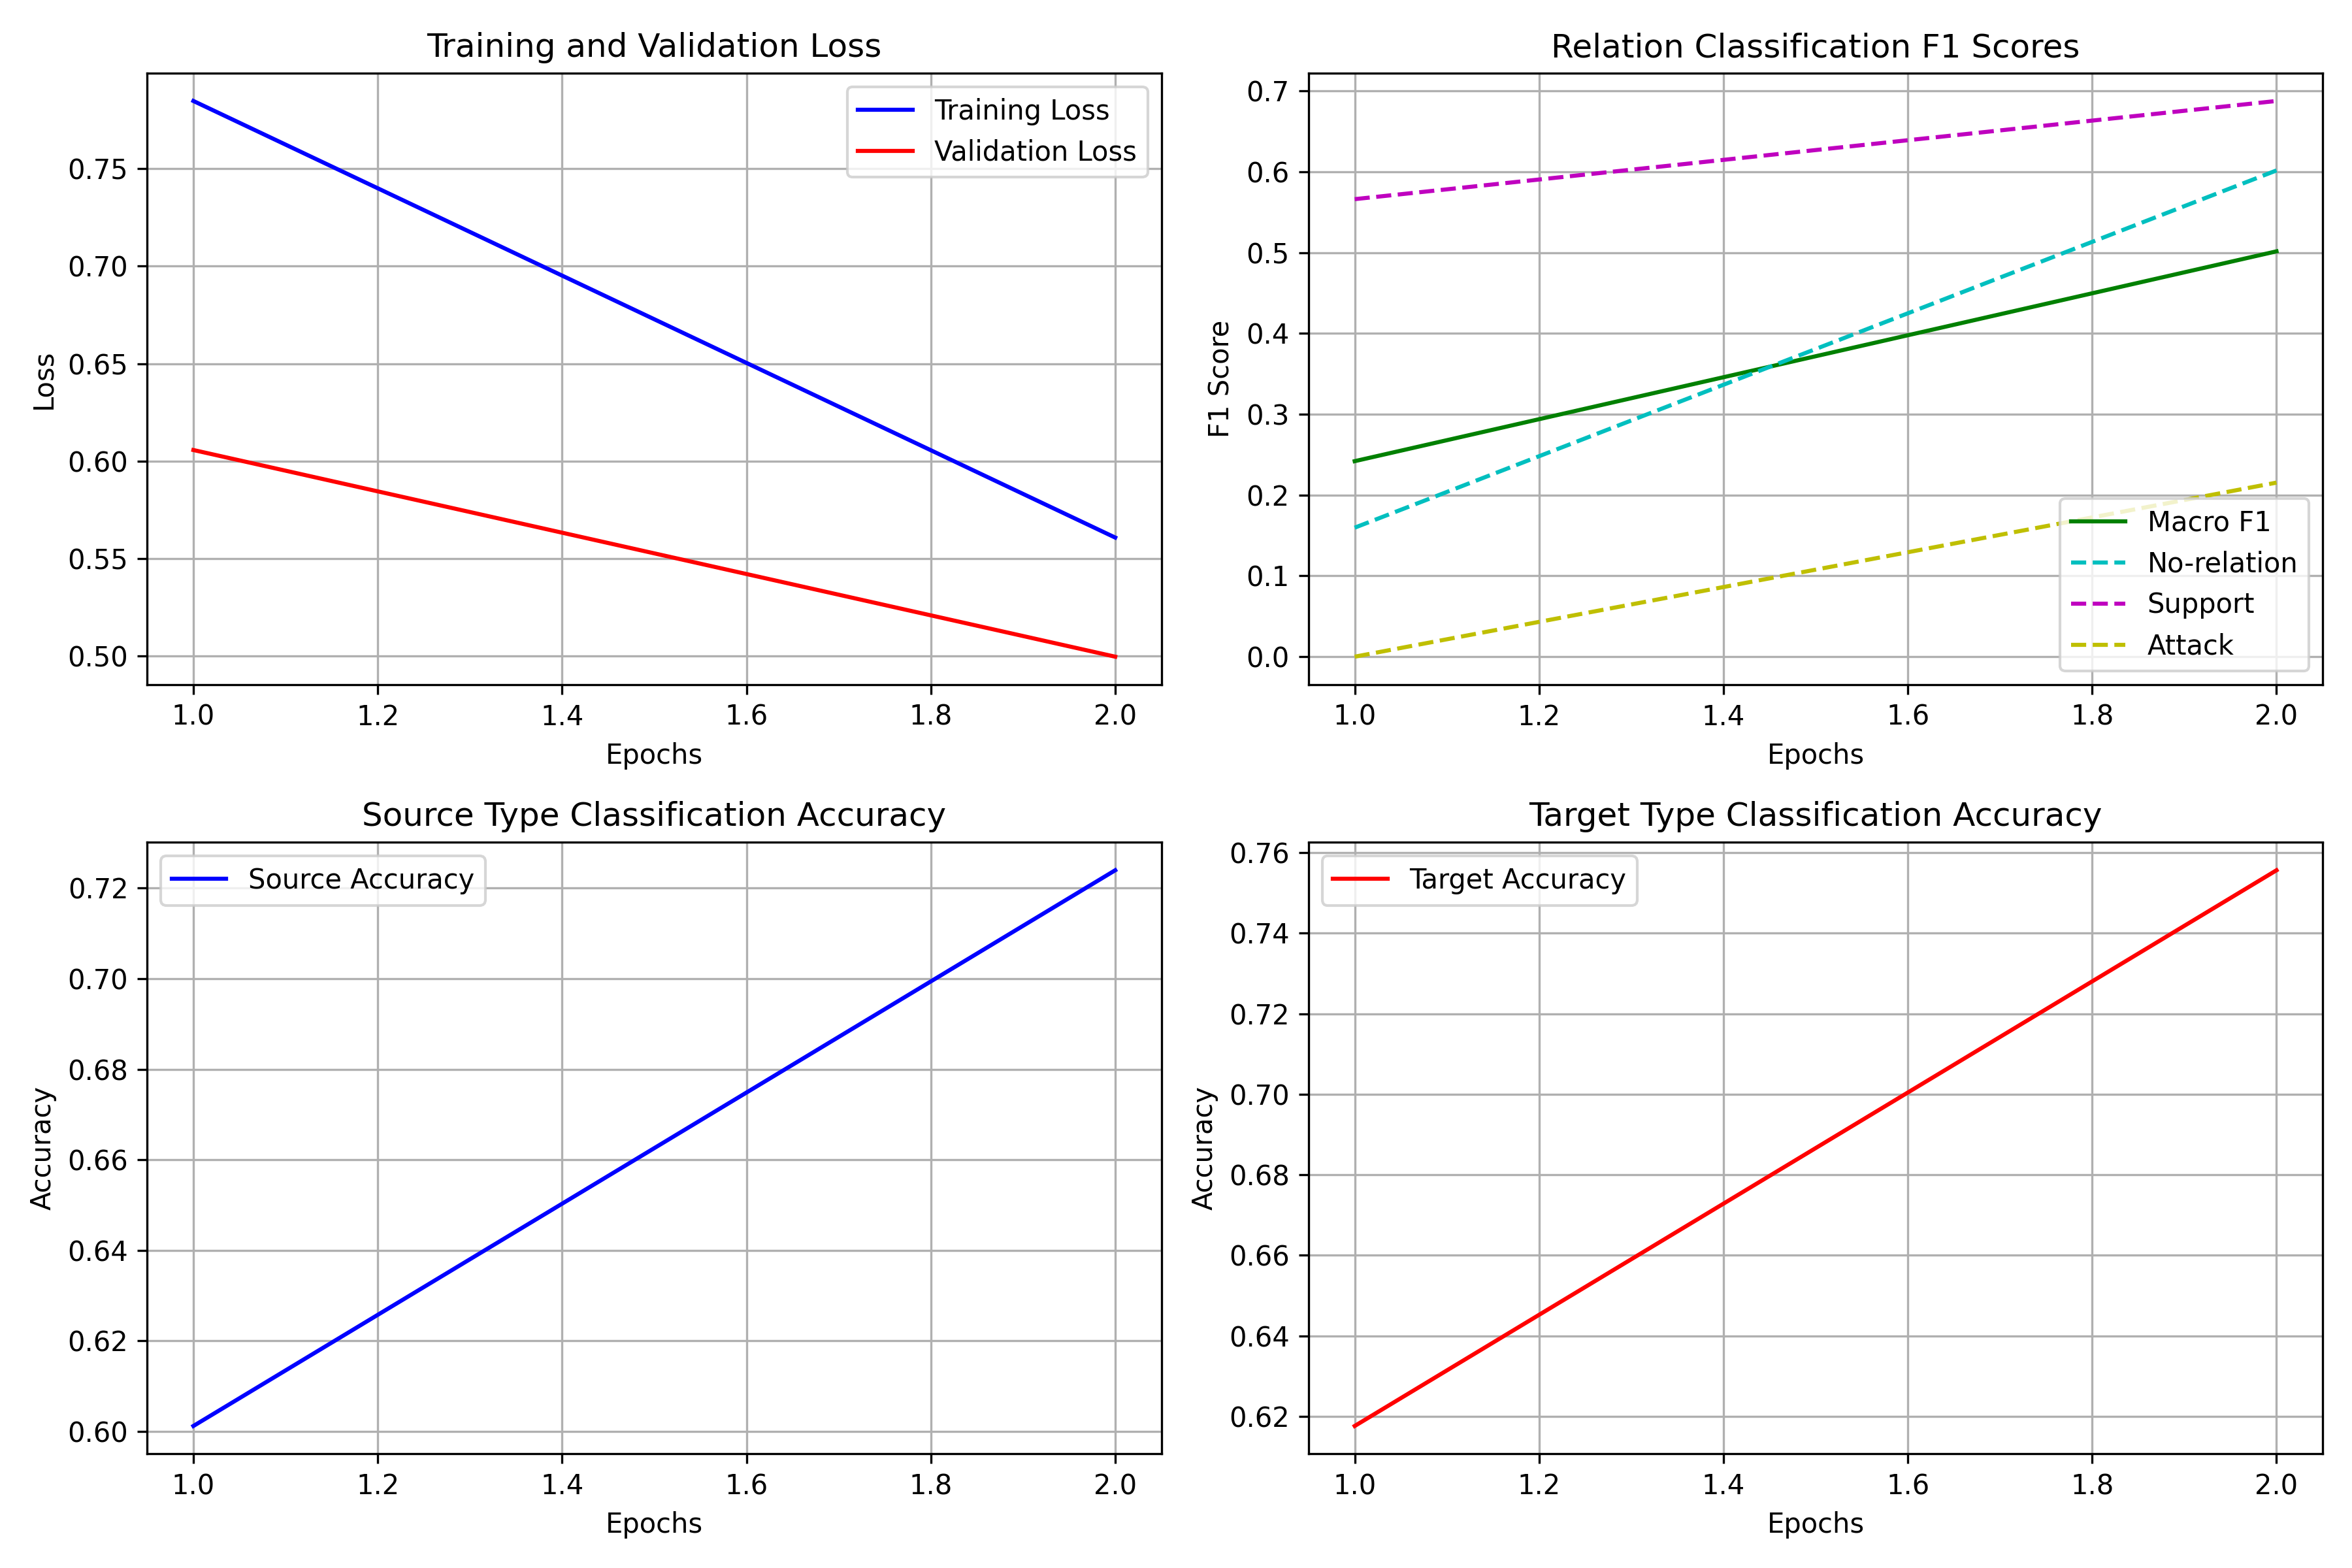 Training and Validation Loss
Training Loss
Validation Loss
0.75
0.70
0.65
0.60
0.55
0.50
Loss
1.0 1.2 1.4 1.6 1.8 2.0
Epochs
Relation Classification F1 Scores
0.7
0.6
0.5
0.4
0.3
0.2
0.1
0.0
F1 Score
Macro F1
No-relation
Support
Attack
1.0 1.2 1.4 1.6 1.8 2.0
Epochs
Source Type Classification Accuracy
Source Accuracy
0.72
0.70
0.68
0.66
0.64
0.62
0.60
Accuracy
1.0 1.2 1.4 1.6 1.8 2.0
Epochs
Target Type Classification Accuracy
Target Accuracy
0.76
0.74
0.72
0.70
0.68
0.66
0.64
0.62
Accuracy
1.0 1.2 1.4 1.6 1.8 2.0
Epochs